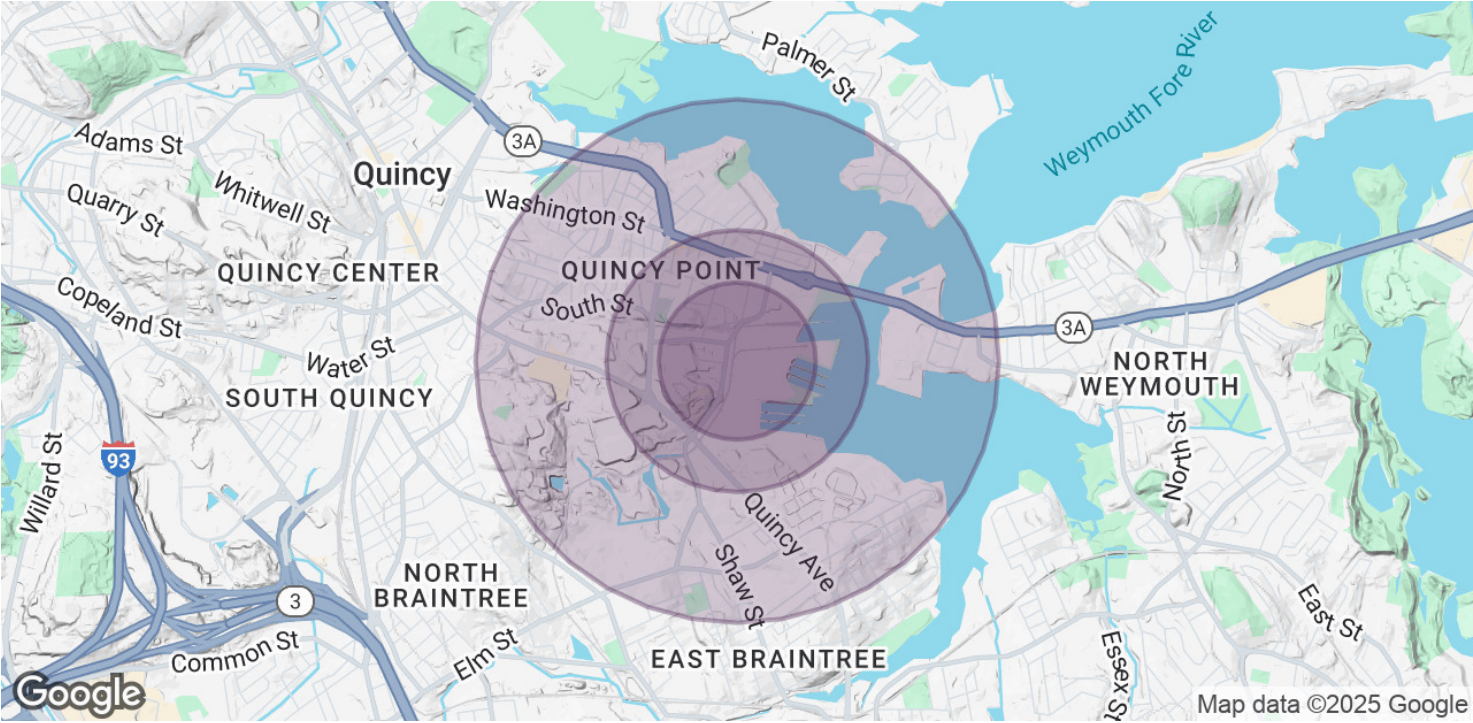 Palmer St
Weymouth Fore River
Adams St
3A
Quincy
Whitwell St
Quarry St
Washington St
QUINCY CENTER
QUINCY POINT
Copeland St
South St
3A
Water St
NORTH
WEYMOUTH
SOUTH QUINCY
93
Willard St
North St
Quincy Ave
NORTH
BRAINTREE
Shaw St
3
East St
Common St
Elm St
EAST BRAINTREE
Essex St
Google
Map data ©2025 Google